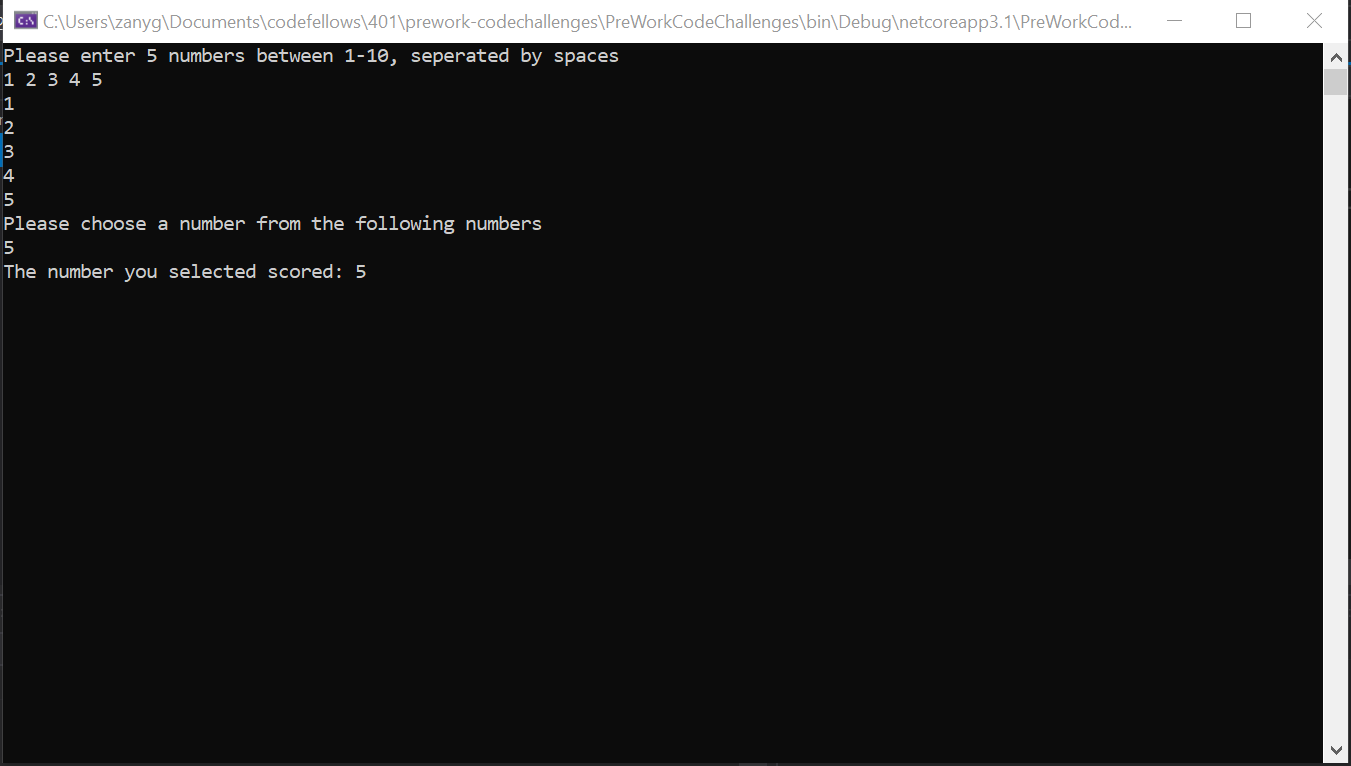 C:\Users\zanyg\Documents\codefellows\401\prework-codechallenges\PreWorkCodeChallenges\bin\Debug\netcoreapp3.1\PreWorkCod...
Please enter 5 numbers between 1-10, seperated by spaces
1 2 3 4 5
1
2
3
4
5
Please choose a number from the following numbers
5
The number you selected scored: 5